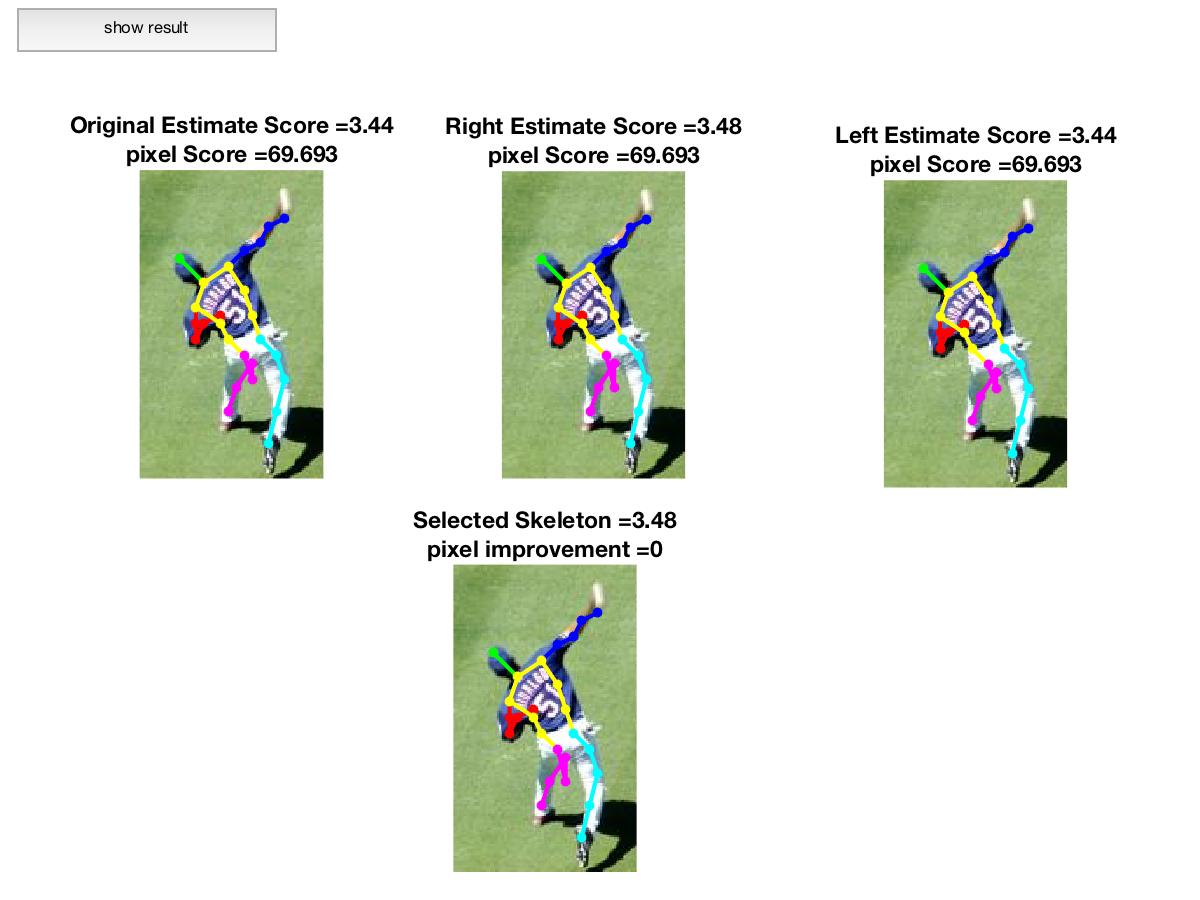 show result
Original Estimate Score =3.44
pixel Score =69.693
Right Estimate Score =3.48
pixel Score =69.693
Left Estimate Score =3.44
pixel Score =69.693
Selected Skeleton =3.48
pixel improvement =0